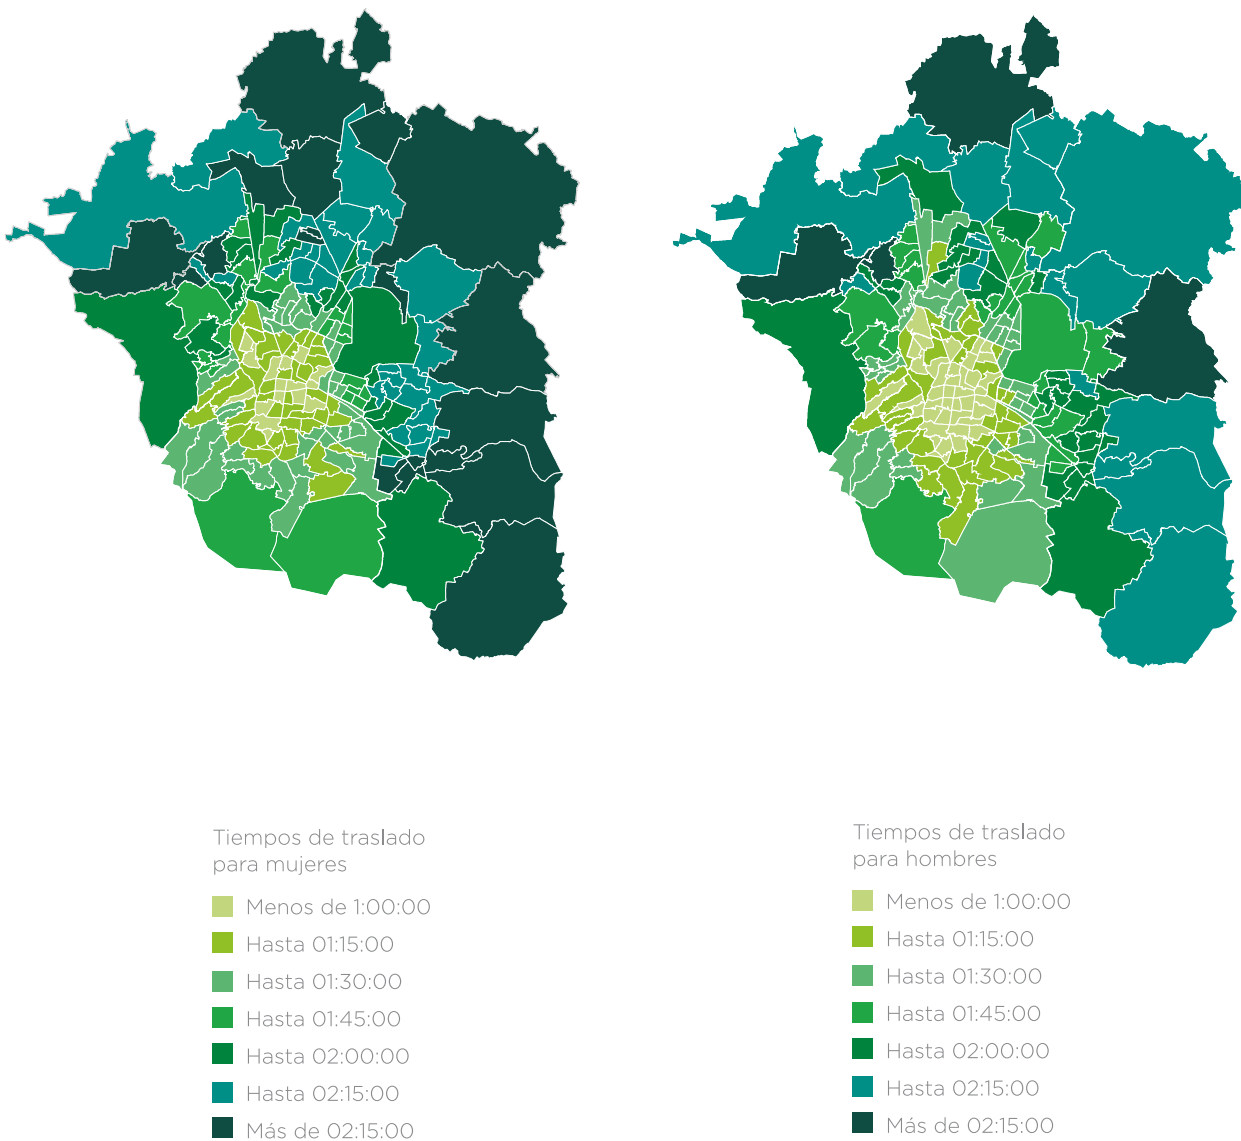 Tiempos de traslado
para mujeres
Menos de 1:00:00
Hasta 01:15:00
Hasta 01:30:00
Hasta 01:45:00
Hasta 02:00:00
Hasta 02:15:00
Más de 02:15:00
Tiempos de traslado
para hombres
Menos de 1:00:00
Hasta 01:15:00
Hasta 01:30:00
Hasta 01:45:00
Hasta 02:00:00
Hasta 02:15:00
Más de 02:15:00